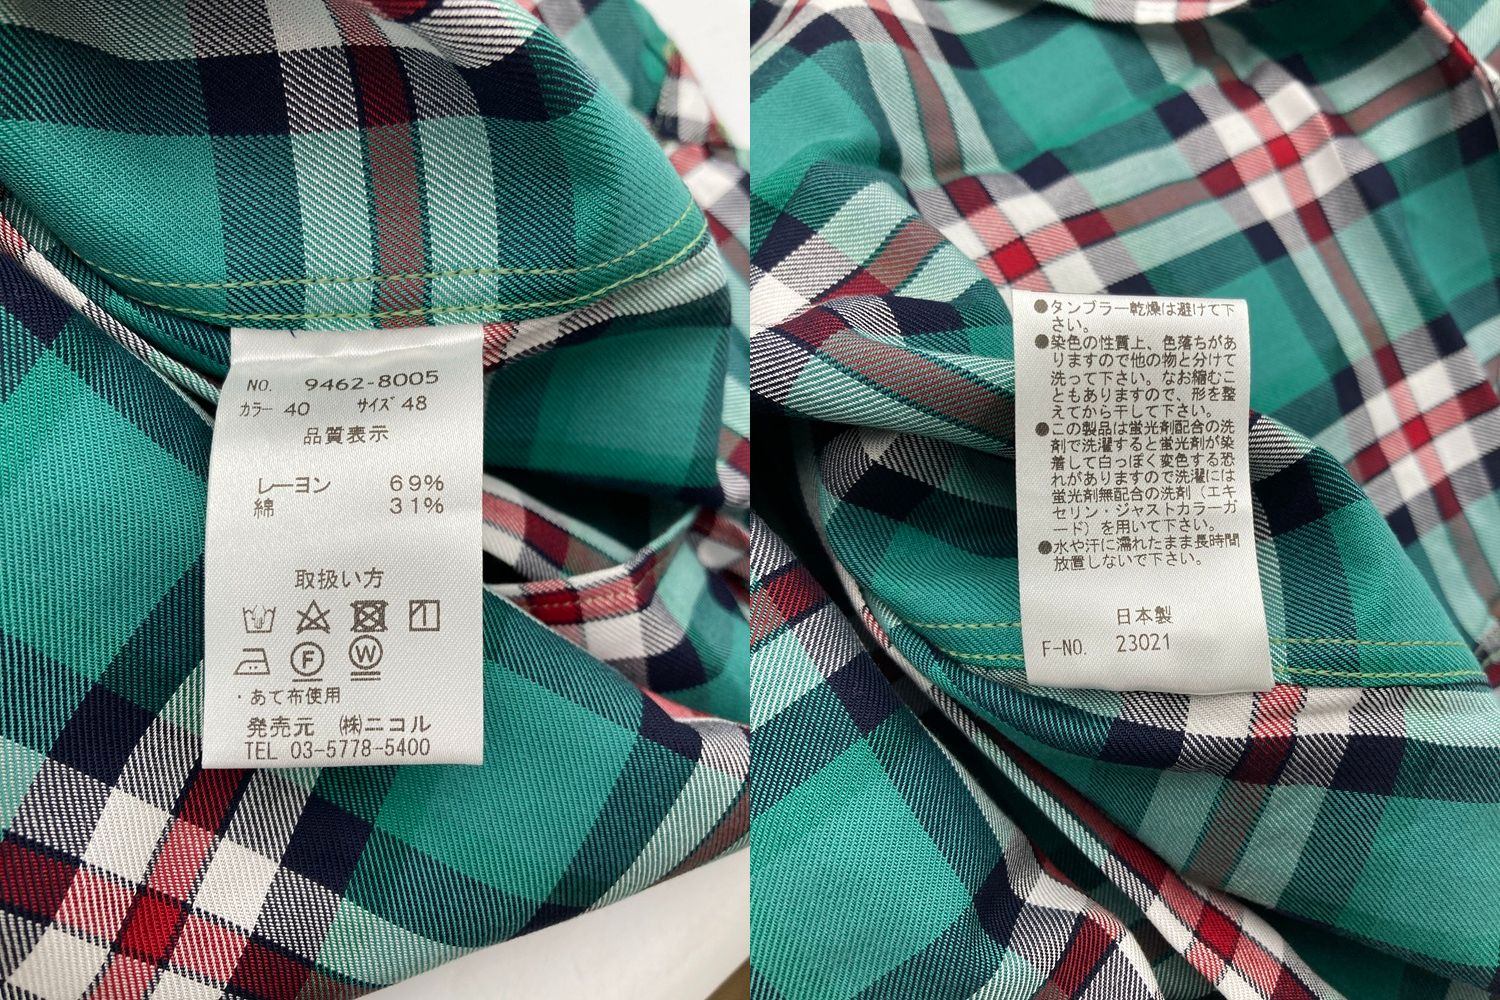 NO. 9462-8005
カラー 40 サイズ 48
品質表示
レーヨン 69%
綿 31%
取扱い方
F W
・あて布使用
発売元 ㈱ニコル
TEL 03-5778-5400
●タンブラー乾燥は避けて下
さい。
●染色の性質上、色落ちがあ
りますので他の物と分けて
洗って下さい。なお縮むこ
ともありますので、形を整
えてから干して下さい。
●この製品は蛍光剤配合の洗
剤で洗濯すると蛍光剤が染
着して白っぽく変色する恐
れがありますので洗濯には
蛍光剤無配合の洗剤（エキ
セリン・ジャストカラーガ
ード）を用いて下さい。
●水や汗に濡れたまま長時間
放置しないで下さい。
日本製
F-NO. 23021